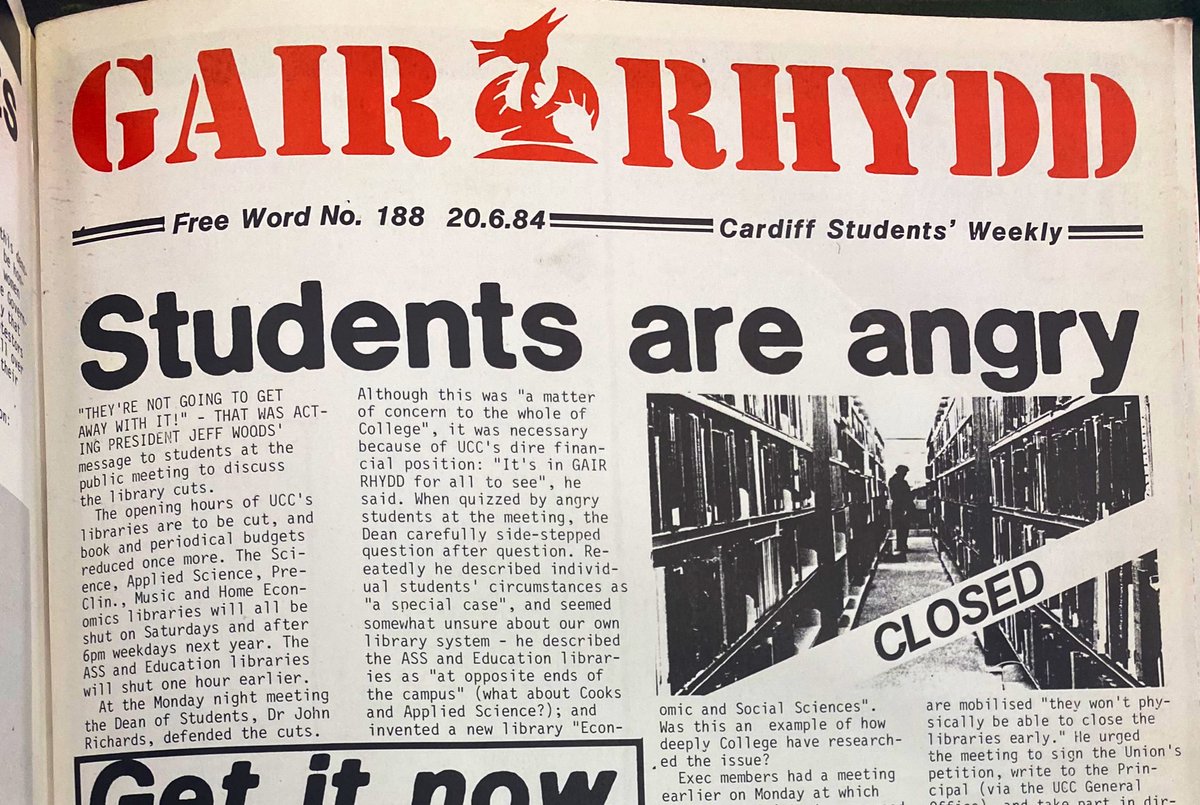 GAIR RHYDD
Free Word No. 188 20.6.84
Cardiff Students' Weekly
Students are angry
"THEY'RE NOT GOING TO GET
AWAY WITH IT!" - THAT WAS ACT-
ING PRESIDENT JEFF WOODS'
message to students at the
public meeting to discuss
the library cuts.
The opening hours of UCC's
libraries are to be cut, and
book and periodical budgets
reduced once more. The Sci-
ence, Applied Science, Pre-
Clin., Music and Home Econ-
omics libraries will all be
shut on Saturdays and after
6pm weekdays next year. The
ASS and Education libraries
will shut one hour earlier.
At the Monday night meeting
the Dean of Students, Dr John
Richards, defended the cuts.
Although this was "a matter
of concern to the whole of
College", it was necessary
because of UCC's dire finan-
cial position: "It's in GAIR
RHYDD for all to see", he
said. When quizzed by angry
students at the meeting, the
Dean carefully side-stepped
question after question. Re-
eatedly he described individ-
ual students' circumstances as
"a special case", and seemed
somewhat unsure about our own
library system - he described
the ASS and Education librar-
ies as "at opposite ends of
the campus" (what about Cooks
and Applied Science?); and
invented a new library "Econ-
CLOSED
omic and Social Sciences".
Was this an example of how
deeply College have research-
ed the issue?
Exec members had a meeting
earlier on Monday at which
are mobilised "they won't phy-
sically be able to close the
libraries early." He urged
the meeting to sign the Union's
petition, write to the Prin-
cipal (via the UCC General
Office), and take part in dir-
Get it now